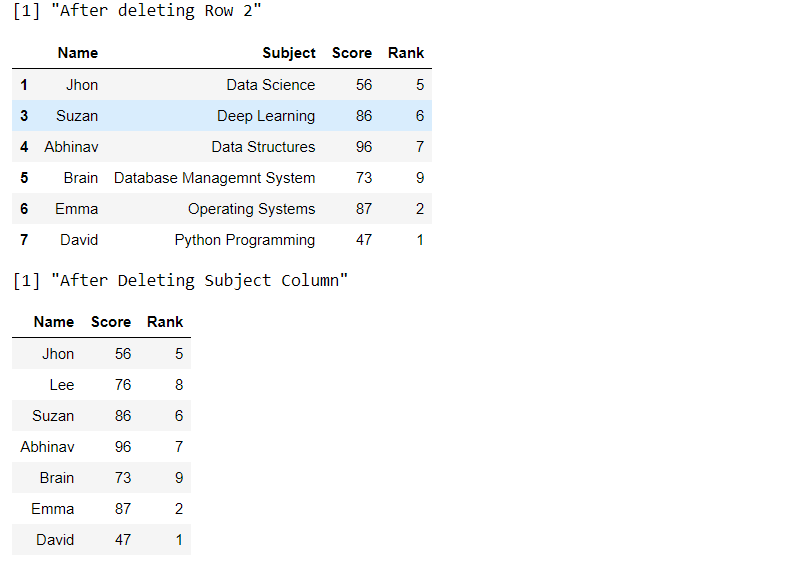 [1] "After deleting Row 2"
Name Subject Score Rank
1 Jhon Data Science 56 5
3 Suzan Deep Learning 86 6
4 Abhinav Data Structures 96 7
5 Brain Database Managemnt System 73 9
6 Emma Operating Systems 87 2
7 David Python Programming 47 1
[1] "After Deleting Subject Column"
Name Score Rank
Jhon 56 5
Lee 76 8
Suzan 86 6
Abhinav 96 7
Brain 73 9
Emma 87 2
David 47 1